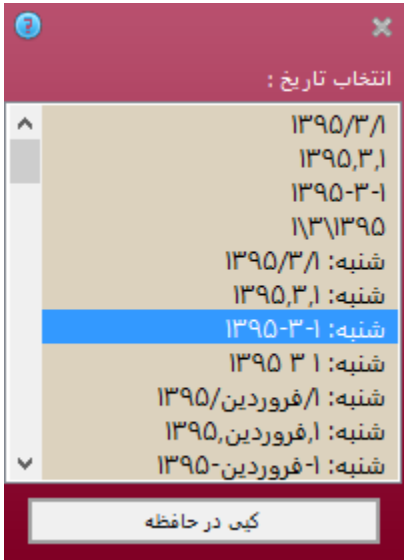 انتخاب تاریخ :
۱۳۹۵/۳/۱
۱۳۹۵,۳,۱
۱۳۹۵-۳-۱
۱\۳\۱۳۹۵
شنبه: ۱۳۹۵/۳/۱
شنبه: ۱۳۹۵,۳,۱
شنبه: ۱۳۹۵-۳-۱
شنبه: ۱ ۳ ۱۳۹۵
شنبه: ۱/فروردین/۱۳۹۵
شنبه: ۱,فروردین,۱۳۹۵
شنبه: ۱-فروردین-۱۳۹۵
کپی در حافظه